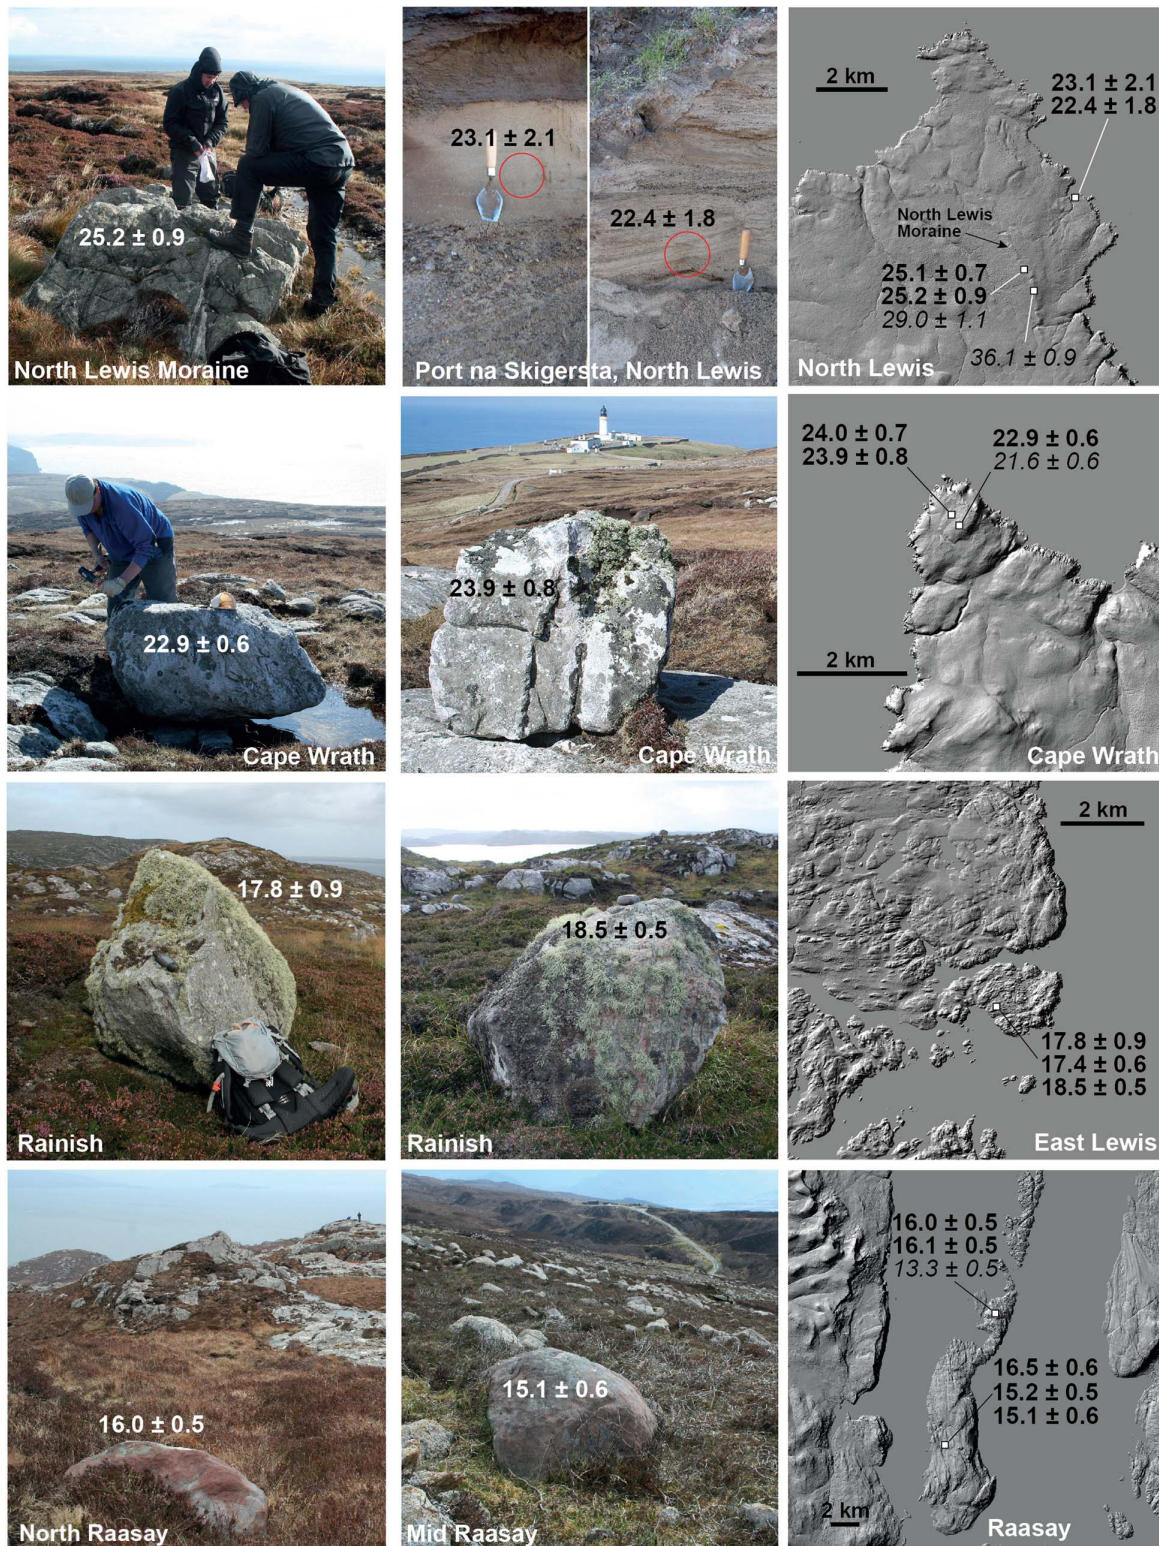 25.2 ± 0.9
North Lewis Moraine
23.1 ± 2.1
22.4 ± 1.8
Port na Skigersta, North Lewis
2 km
23.1 ± 2.1
22.4 ± 1.8
North Lewis
Moraine
25.1 ± 0.7
25.2 ± 0.9
29.0 ± 1.1
36.1 ± 0.9
North Lewis
22.9 ± 0.6
Cape Wrath
23.9 ± 0.8
Cape Wrath
24.0 ± 0.7
23.9 ± 0.8
22.9 ± 0.6
21.6 ± 0.6
2 km
Cape Wrath
17.8 ± 0.9
Rainish
18.5 ± 0.5
Rainish
2 km
17.8 ± 0.9
17.4 ± 0.6
18.5 ± 0.5
East Lewis
16.0 ± 0.5
North Raasay
15.1 ± 0.6
Mid Raasay
16.0 ± 0.5
16.1 ± 0.5
13.3 ± 0.5
16.5 ± 0.6
15.2 ± 0.5
15.1 ± 0.6
2 km
Raasay